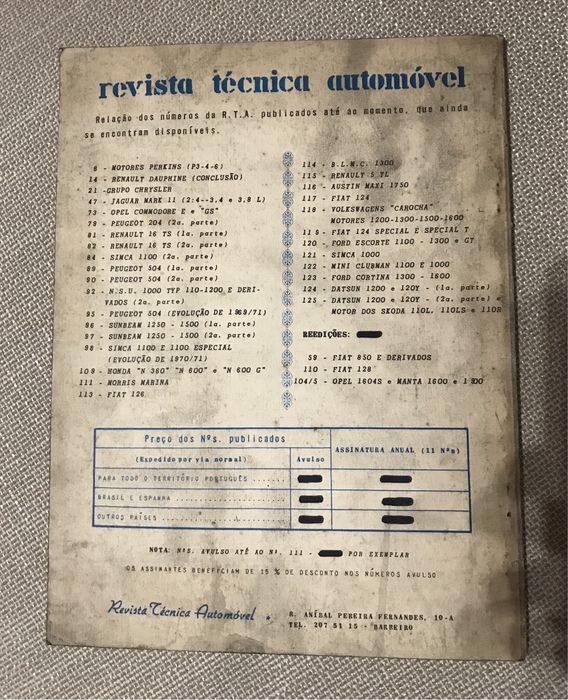 revista técnica automóvel
Relação dos números da R.T.A. publicados até ao momento, que ainda
se encontram disponíveis.
6 - MOTORES PERKINS (P3-4-6)
14 - RENAULT DAUPHINE (CONCLUSÃO)
21 - GRUPO CHRYSLER
47 - JAGUAR MARK 11 (2:4--3.4 e 3.8 L)
73 - OPEL COMMODORE E e "GS"
79 - PEUGEOT 204 (2a. parte)
81 - RENAULT 16 TS (1a. parte)
82 - RENAULT 16 TS (2a. parte)
84 - SIMCA 1100 (2a. parte)
89 - PEUGEOT 504 (1a. parte)
90 - PEUGEOT 504 (2a. parte)
92 - N.S.U. 1000 TYP 110-1200 E DERI-
VADOS (2a. parte)
95 - PEUGEOT 504 (EVOLUÇÃO DE 1969/71)
96 - SUNBEAM 1250 - 1500 (1a. parte)
97 - SUNBEAM 1250 - 1500 (2a. parte)
98 - SIMCA 1100 E 1100 ESPECIAL
(EVOLUÇÃO DE 1970/71)
109 - HONDA "N 360" "N 600" e "N 600 G"
111 - MORRIS MARINA
113 - FIAT 126
114 - B.L.M.C. 1300
115 - RENAULT 5 TL
116 - AUSTIN MAXI 1750
117 - FIAT 124
118 - VOLKSWAGENS "CAROCHA"
MOTORES 1200-1300-1500-1600
119 - FIAT 124 SPECIAL E SPECIAL T
120 - FORD ESCORTE 1100 - 1300 e GT
121 - SIMCA 1000
122 - MINI CLUBMAN 1100 E 1000
123 - FORD CORTINA 1300 - 1600
124 - DATSUN 1200 e 120Y - (1a. parte)
125 - DATSUN 1200 e 120Y - (2a. parte) e
MOTOR DOS SKODA 110L. 110LS e 110R
REEDIÇÕES:
59 - FIAT 850 E DERIVADOS
110 - FIAT 128
104/5 - OPEL 1604S e MANTA 1600 e 1900
Preço dos Nºs. publicados
ASSINATURA ANUAL (11 Nºs)
(Expedido por via normal)
Avulso
PARA TODO O TERRITÓRIO PORTUGUÊS .......
BRASIL E ESPANHA
OUTROS PAÍSES
NOTA: NºS. AVULSO ATÉ AO Nº. 111 - POR EXEMPLAR
OS ASSINANTES BENEFICIAM DE 15 % DE DESCONTO NOS NÚMEROS AVULSO
Revista Técnica Automóvel
R. ANÍBAL PEREIRA FERNANDES, 10-A
TEL. 207 51 15 - BARREIRO